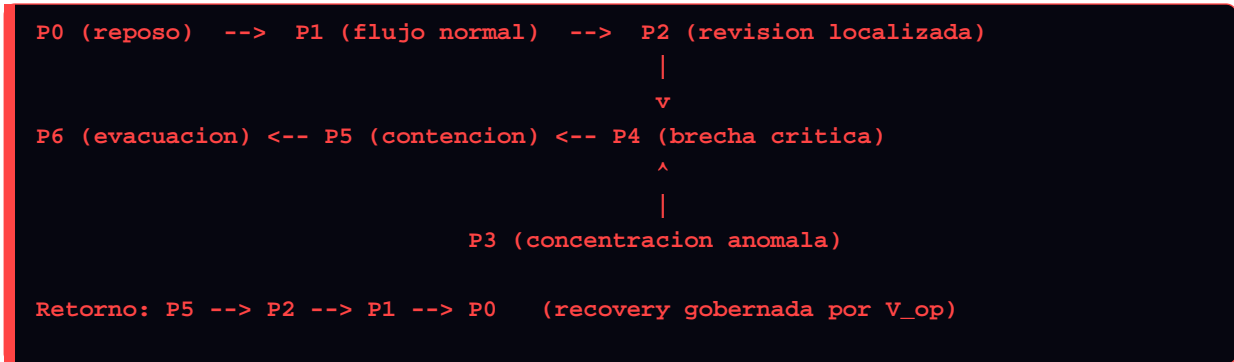 P0 (reposo)  -->  P1 (flujo normal)  -->  P2 (revision localizada)
|
v
P6 (evacuacion) <-- P5 (contencion) <-- P4 (brecha critica)
^
|
P3 (concentracion anomala)
Retorno: P5 --> P2 --> P1 --> P0   (recovery gobernada por V_op)